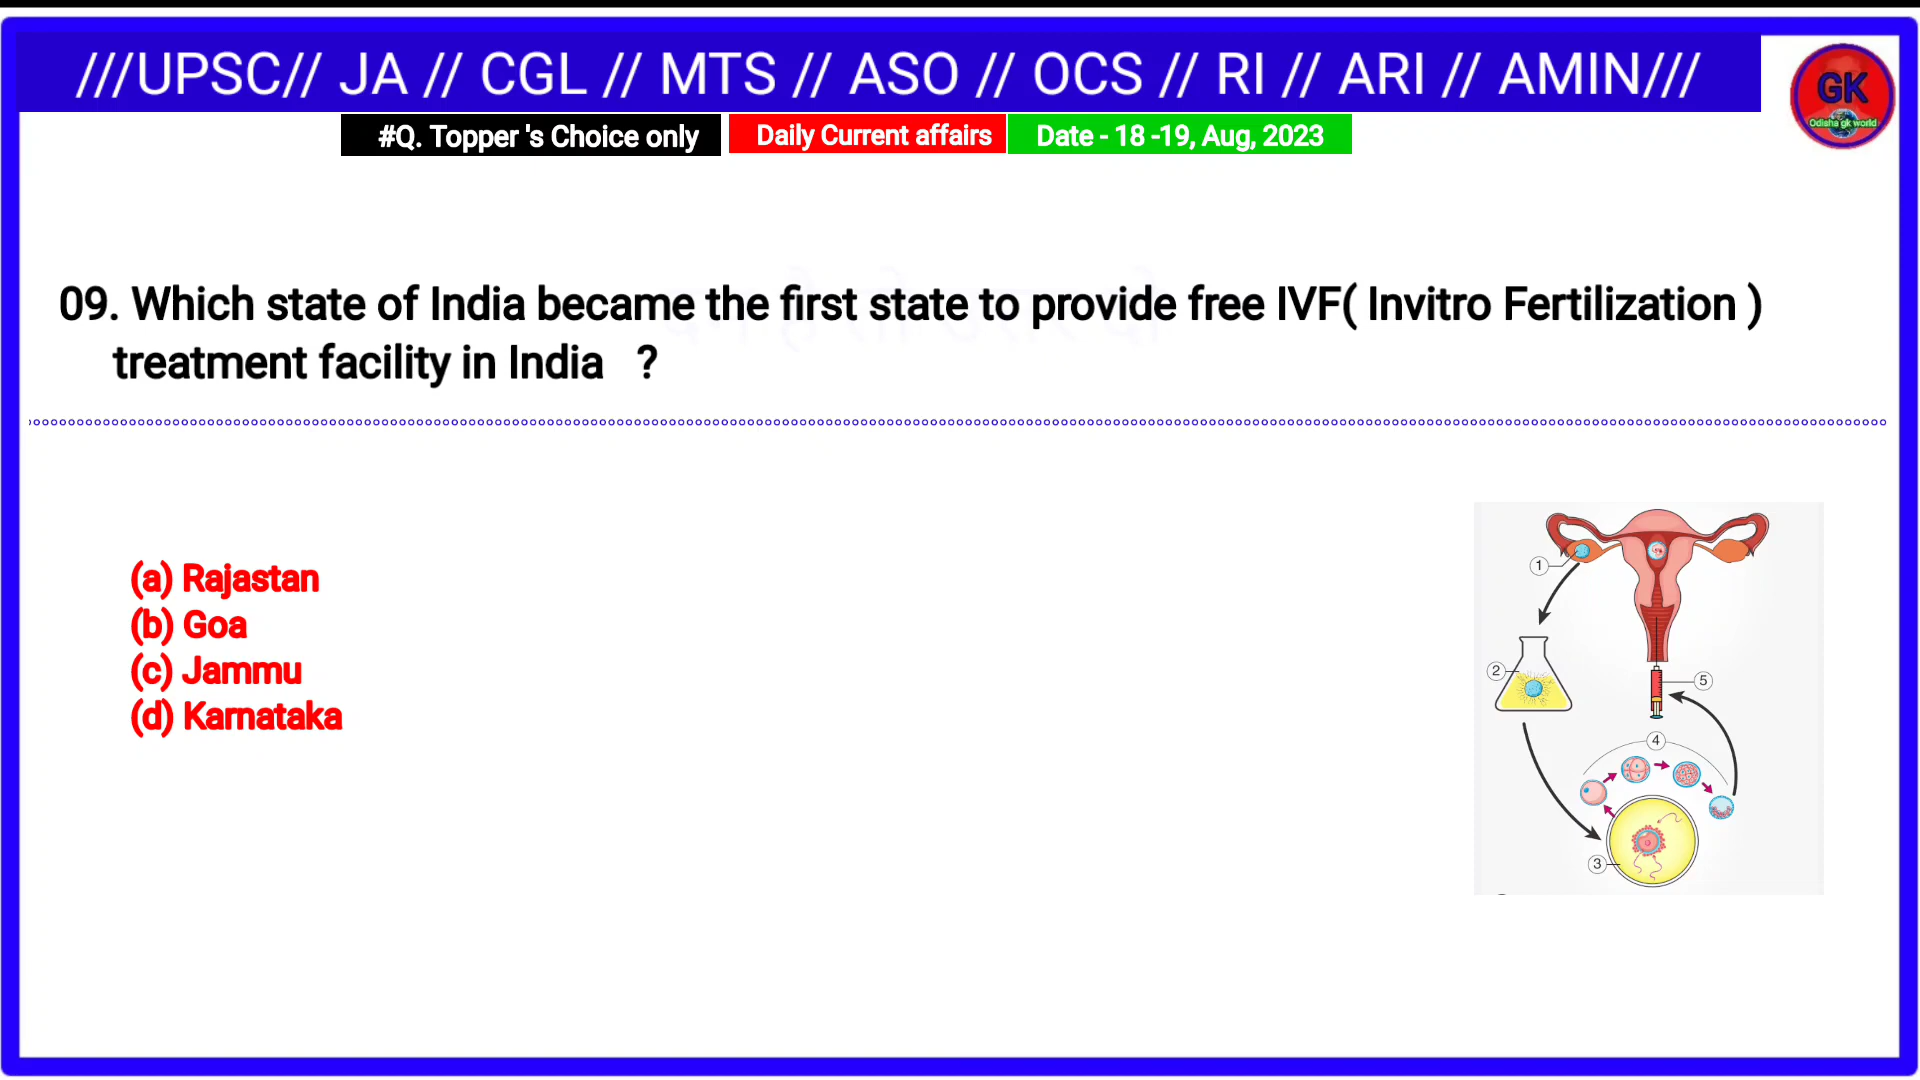 ///UPSC// JA // CGL // MTS // ASO // OCS // RI // ARI // AMIN///
GK
Odisha gk world
#Q. Topper 's Choice only
Daily Current affairs
Date - 18 -19, Aug, 2023
09. Which state of India became the first state to provide free IVF( Invitro Fertilization )
treatment facility in India ?
(a) Rajastan
(b) Goa
(c) Jammu
(d) Karnataka
1
2
5
4
3